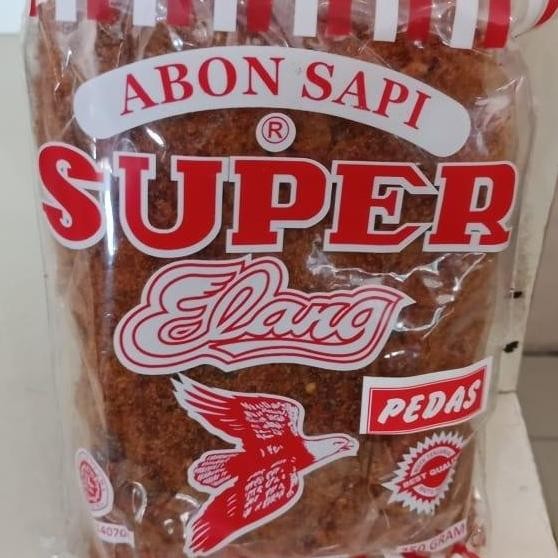 ABON SAPI
®
SUPER
Elang
PEDAS
BEST QUALITY